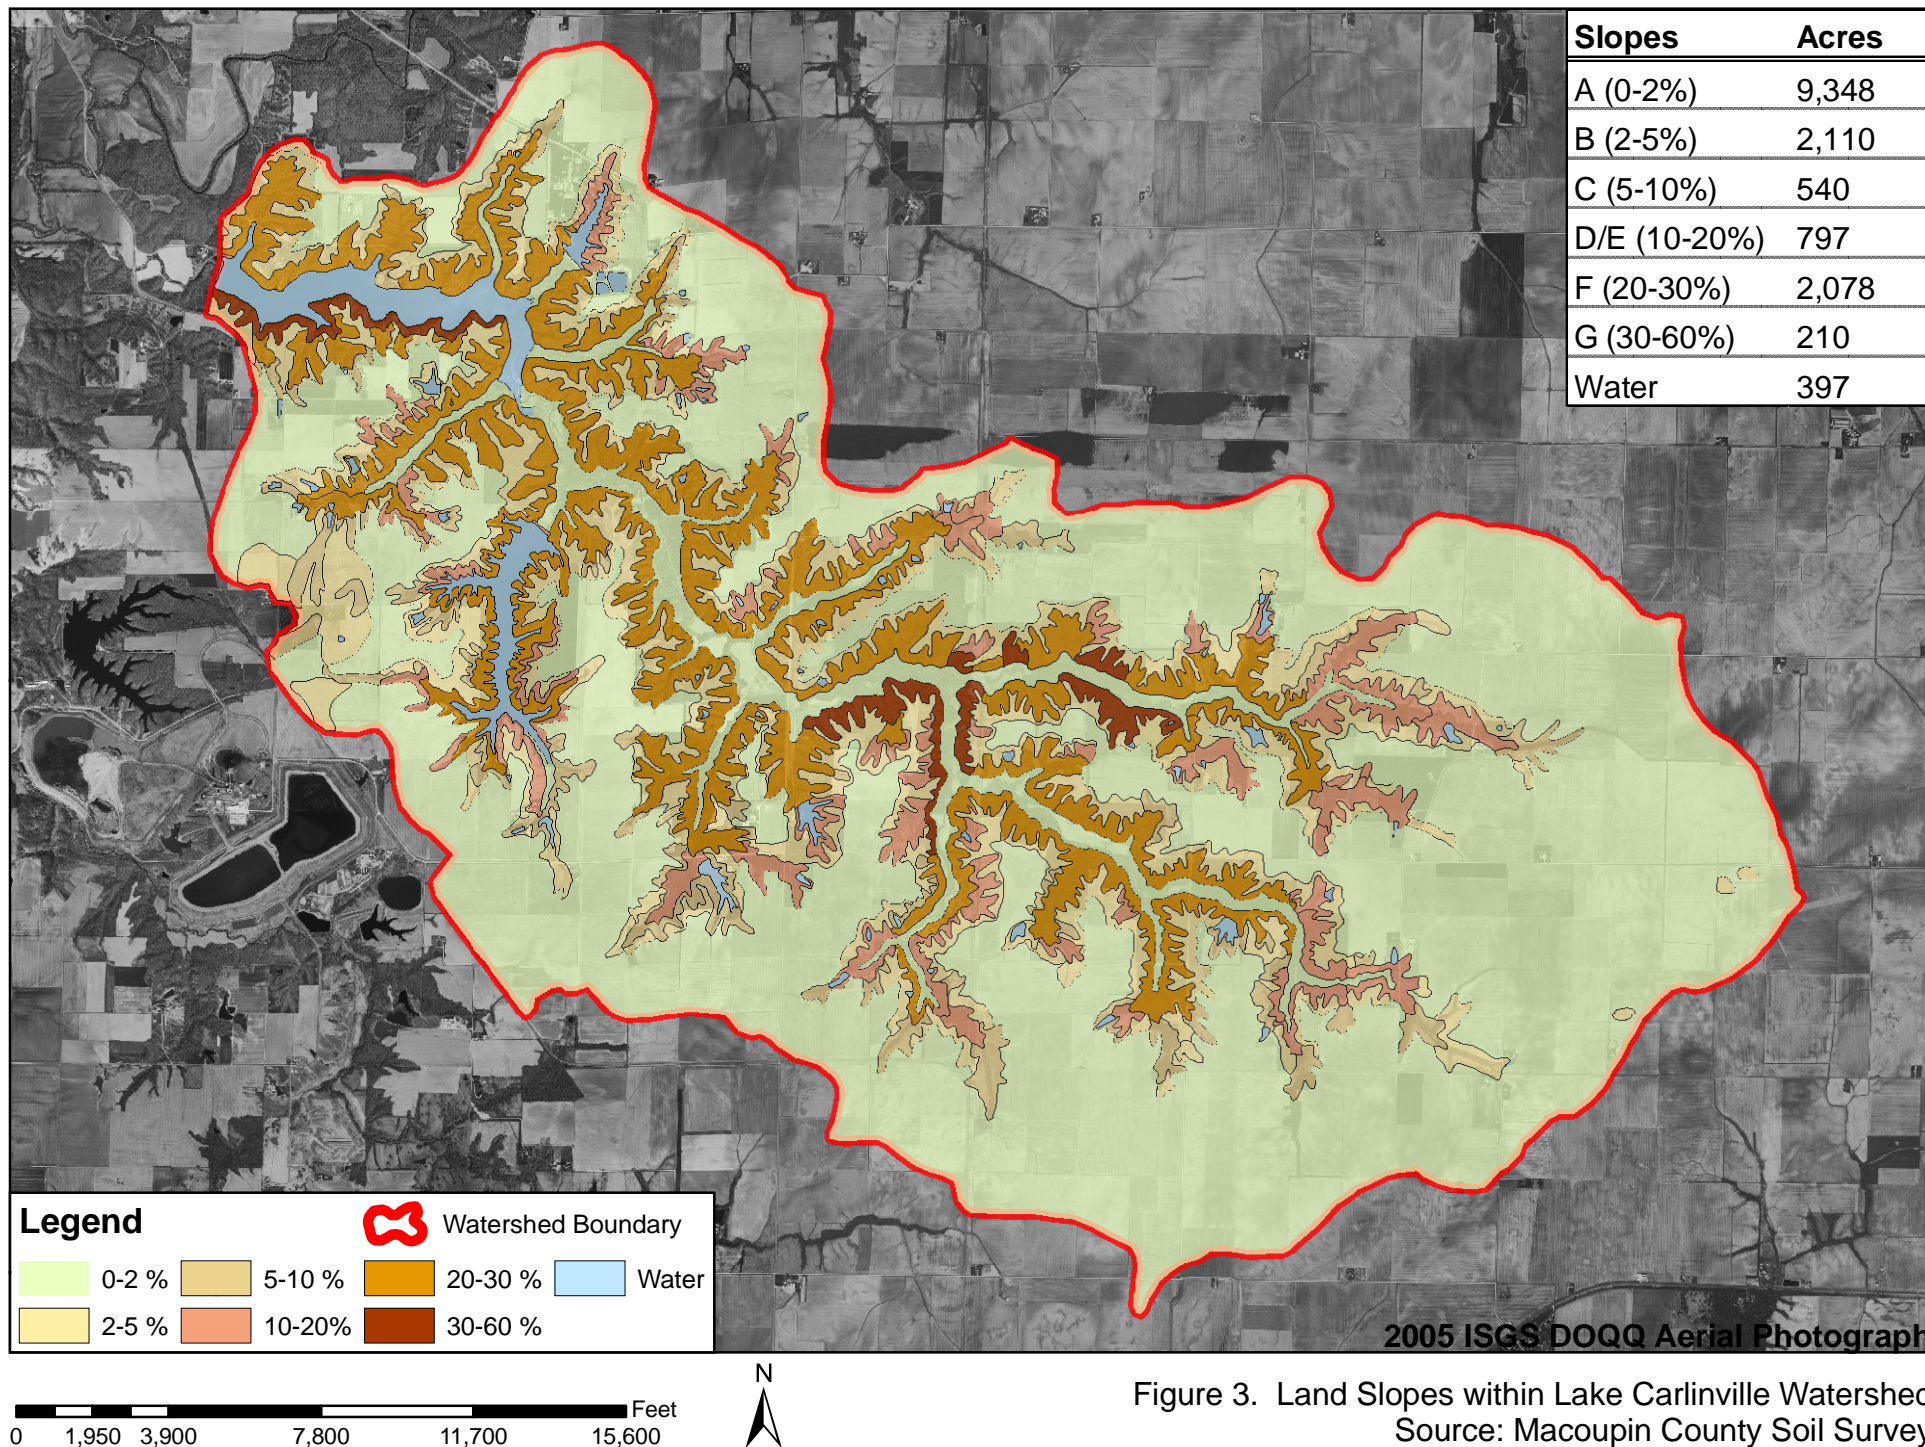 Slopes Acres
A (0-2%) 9,348
B (2-5%) 2,110
C (5-10%) 540
D/E (10-20%) 797
F (20-30%) 2,078
G (30-60%) 210
Water 397
Legend
Watershed Boundary
0-2 % 5-10 % 20-30 % Water
2-5 % 10-20% 30-60 %
2005 ISGS DOQQ Aerial Photograph
N
Feet
0 1,950 3,900 7,800 11,700 15,600
Figure 3. Land Slopes within Lake Carlinville Watershed
Source: Macoupin County Soil Survey